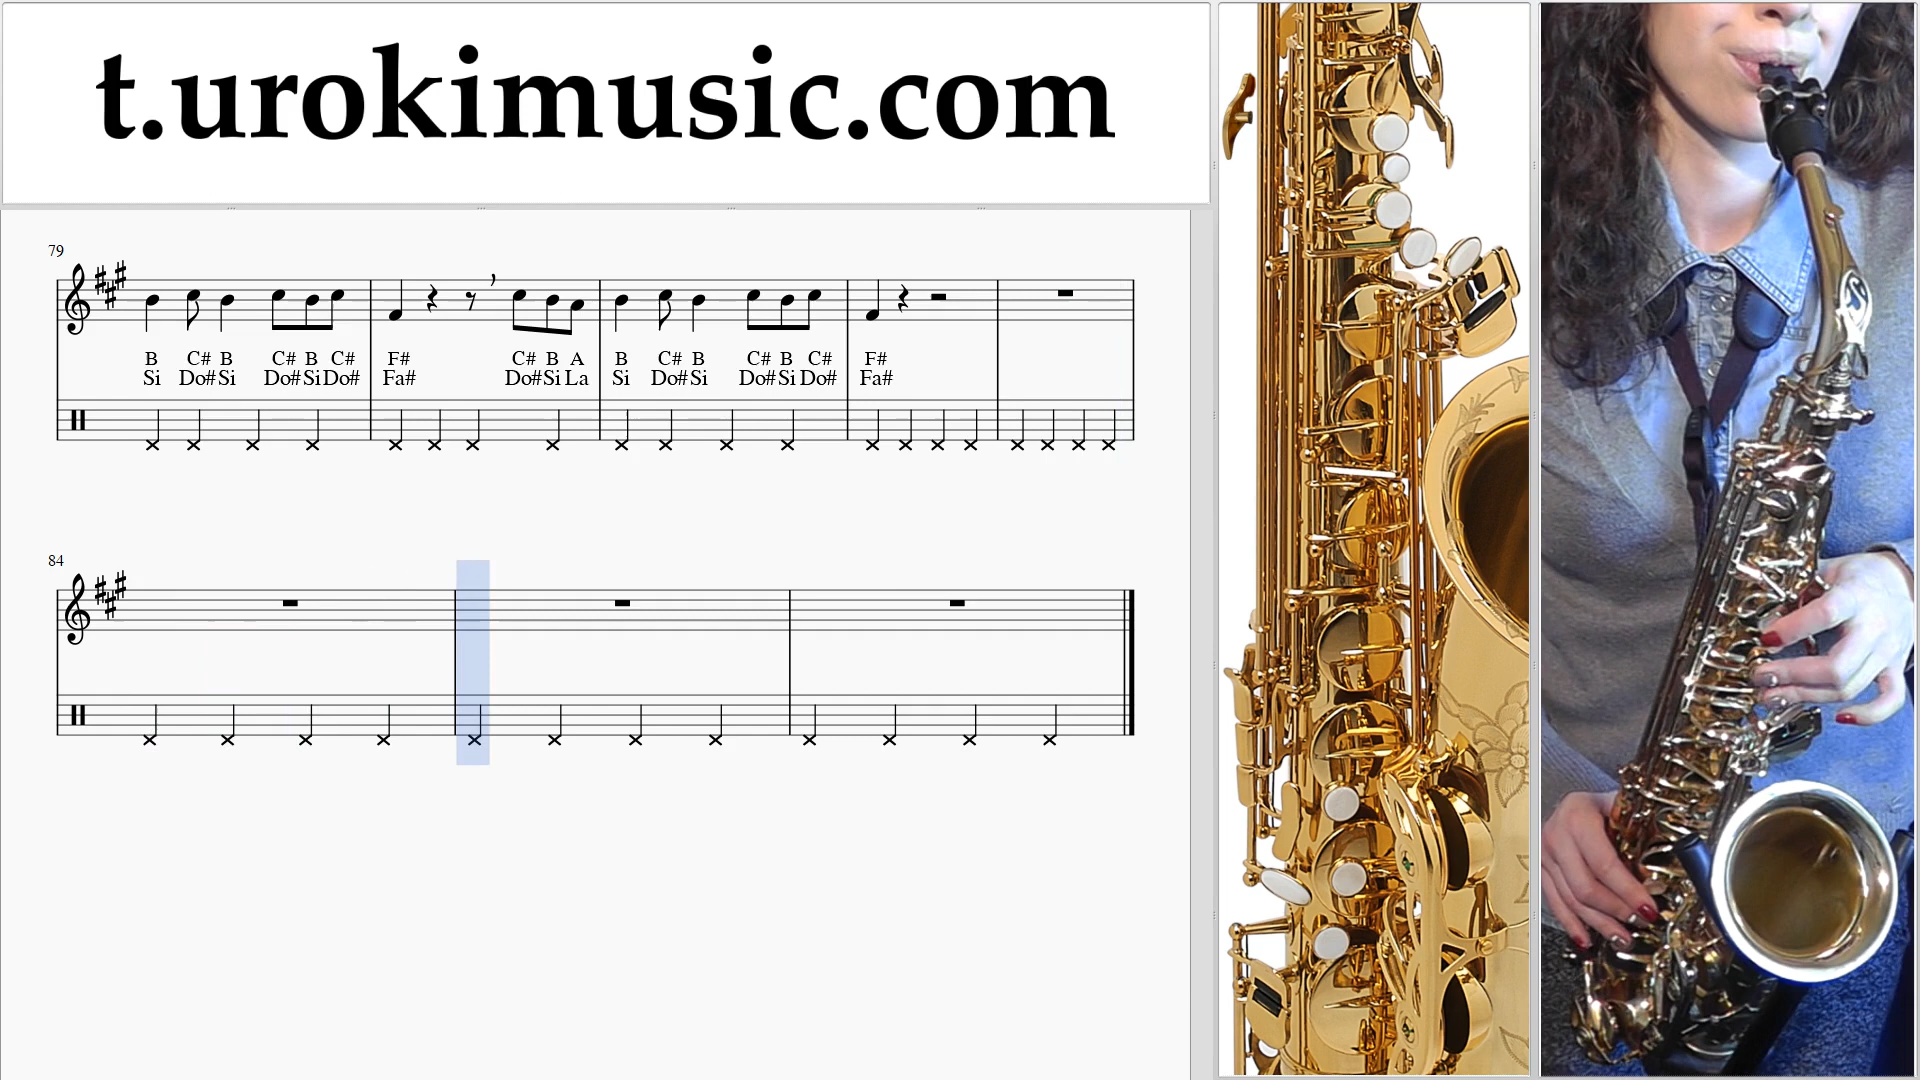 t.urokimusic.com
79
B C# B C# B C# F# C# B A B C# B C# B C# F#
Si Do# Si Do# Si Do# Fa# Do# Si La Si Do# Si Do# Si Do# Fa#
84